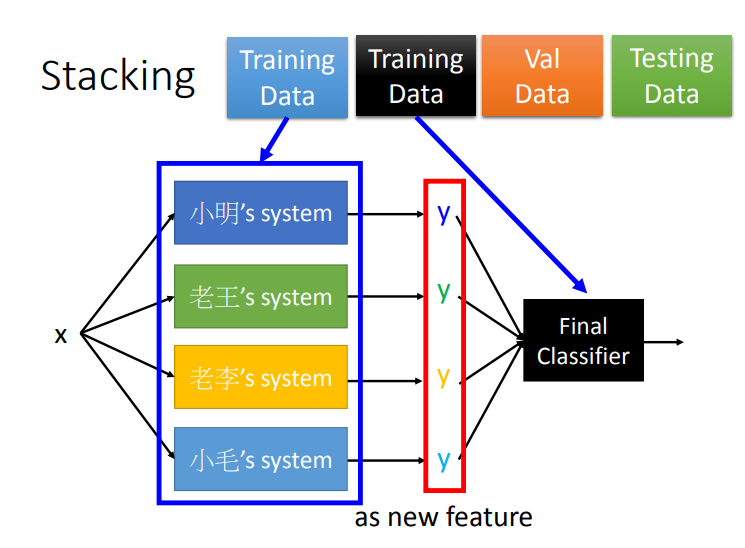 Stacking
Training
Data
Training
Data
Val
Data
Testing
Data
小明's system
老王's system
老李's system
小毛's system
x
y
y
y
y
Final
Classifier
as new feature